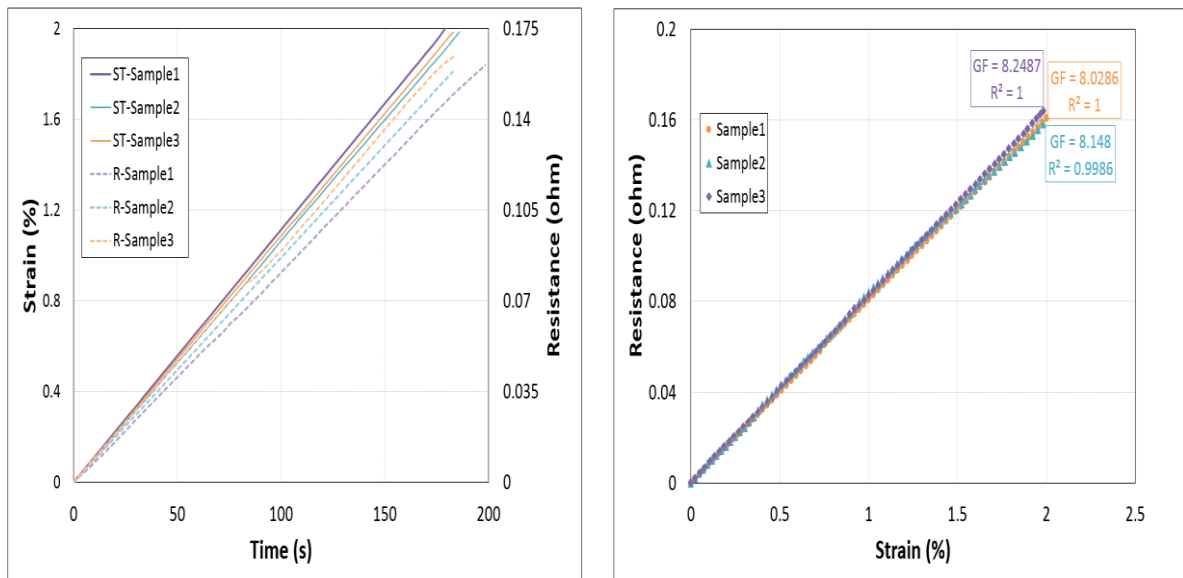 Strain (%)
2
1.6
1.2
0.8
0.4
0
ST-Sample1
ST-Sample2
ST-Sample3
R-Sample1
R-Sample2
R-Sample3
0.175
0.14
0.105
0.07
0.035
0
Resistance (ohm)
0 50 100 150 200
Time (s)
Resistance (ohm)
0.2
0.16
0.12
0.08
0.04
0
Sample1
Sample2
Sample3
GF = 8.2487
R² = 1
GF = 8.0286
R² = 1
GF = 8.148
R² = 0.9986
0 0.5 1 1.5 2 2.5
Strain (%)